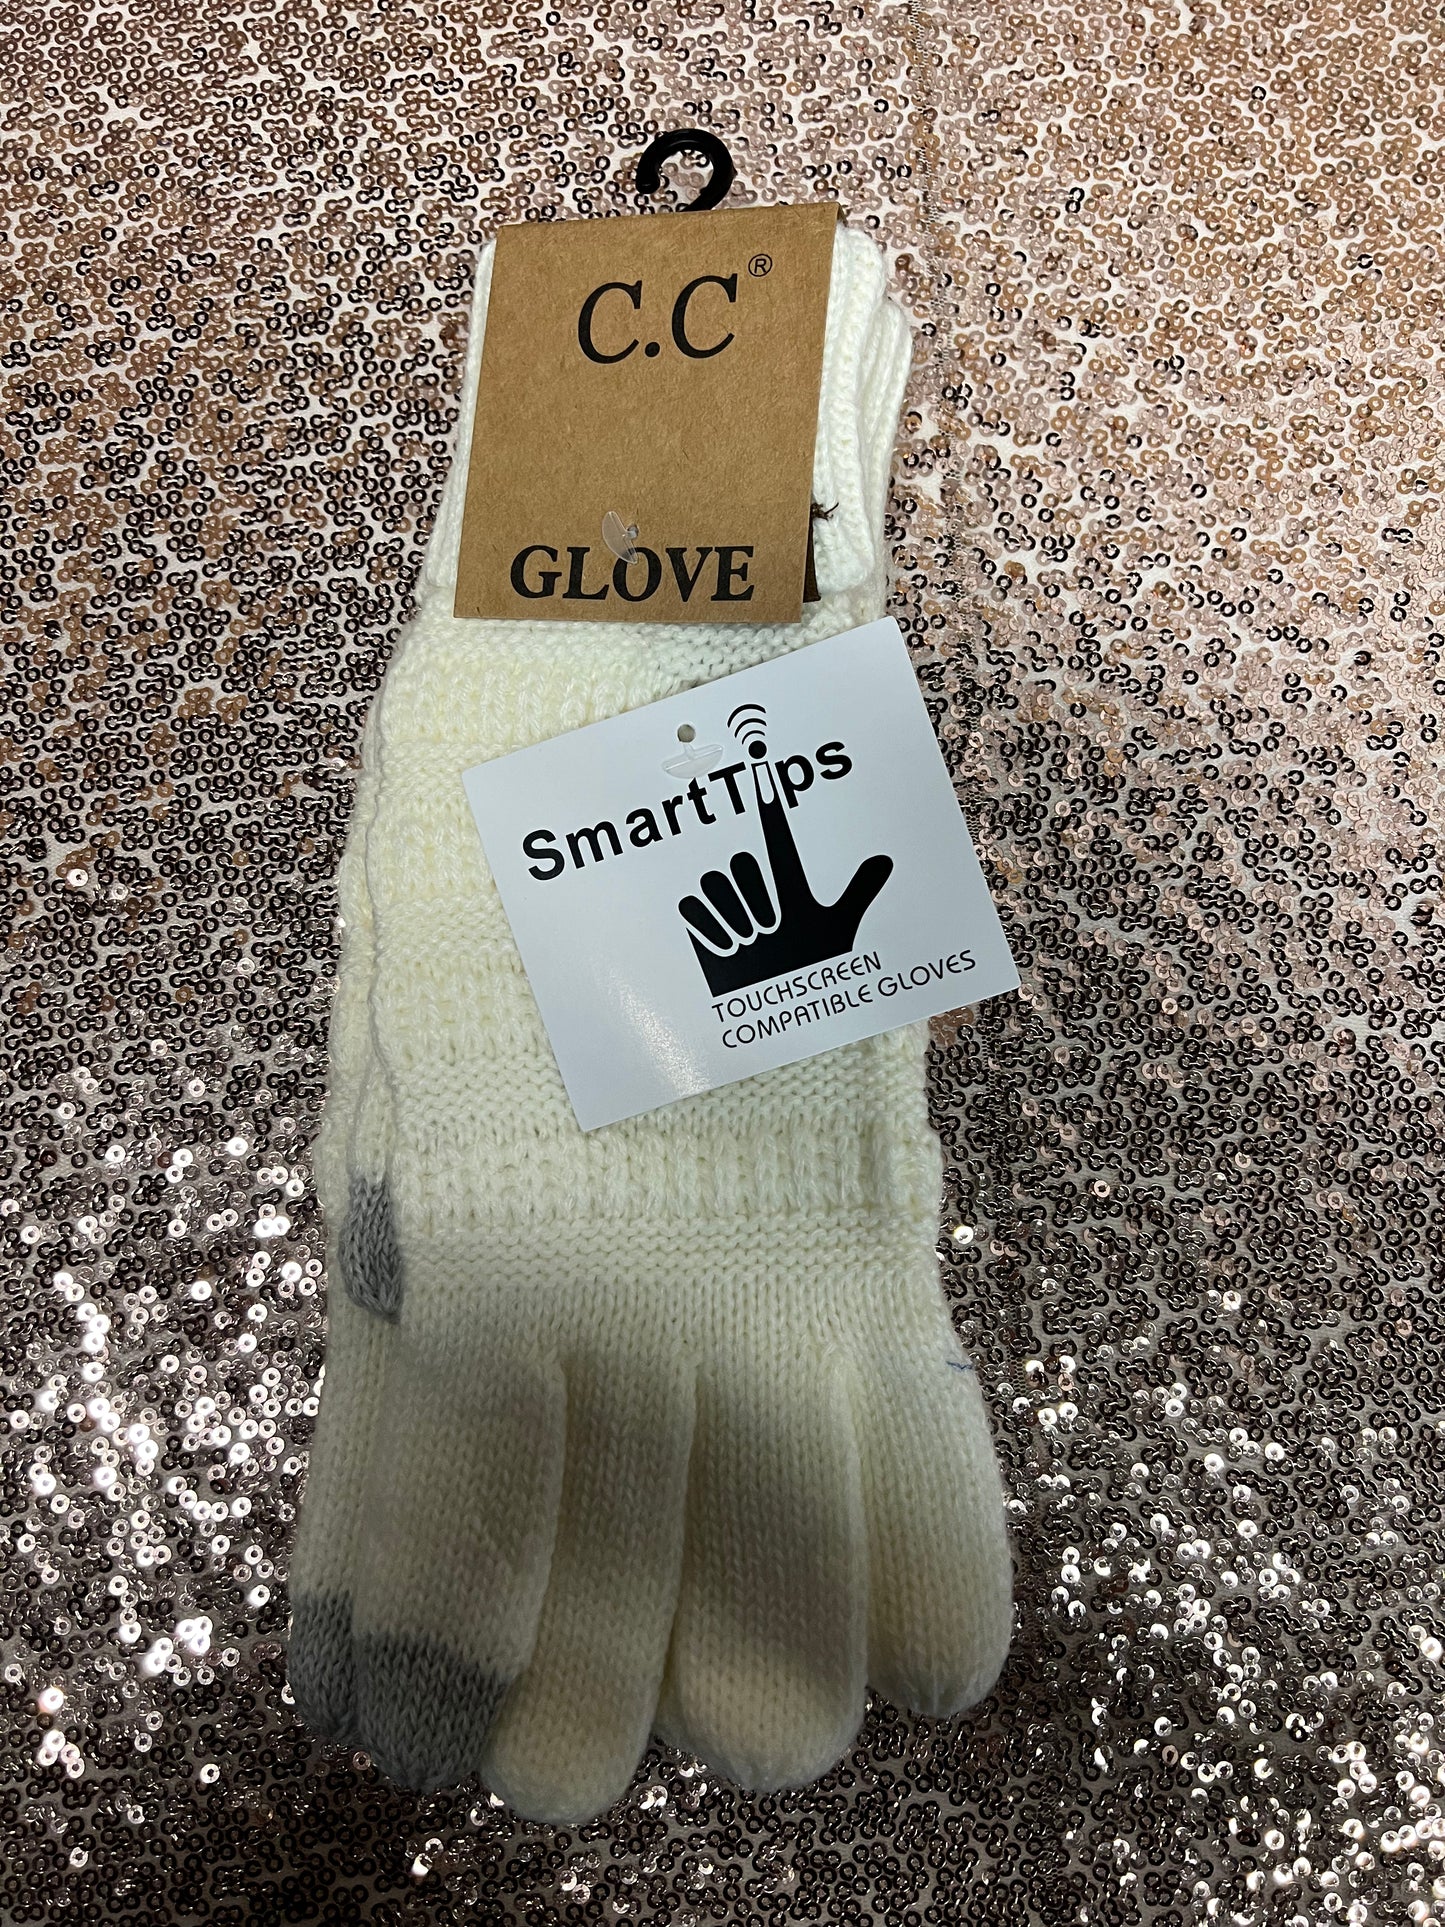 C.C®
GLOVE
SmartTips
TOUCHSCREEN
COMPATIBLE GLOVES